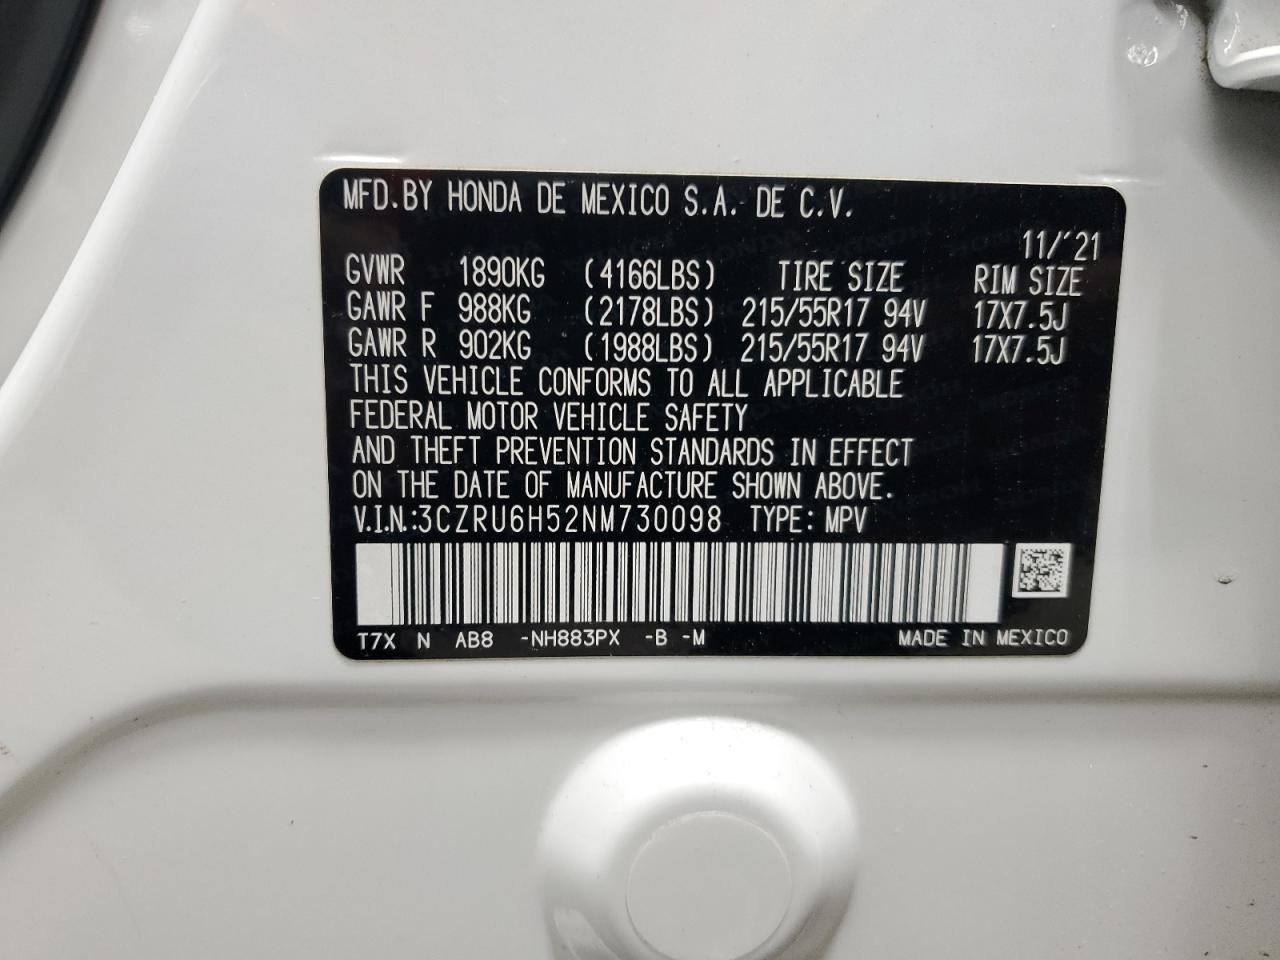 MFD.BY HONDA DE MEXICO S.A. DE C.V.
11/'21
GVWR 1890KG (4166LBS) TIRE SIZE RIM SIZE
GAWR F 988KG (2178LBS) 215/55R17 94V 17X7.5J
GAWR R 902KG (1988LBS) 215/55R17 94V 17X7.5J
THIS VEHICLE CONFORMS TO ALL APPLICABLE
FEDERAL MOTOR VEHICLE SAFETY
AND THEFT PREVENTION STANDARDS IN EFFECT
ON THE DATE OF MANUFACTURE SHOWN ABOVE.
V.I.N.:3CZRU6H52NM730098 TYPE: MPV
T7X N AB8 -NH883PX -B -M MADE IN MEXICO